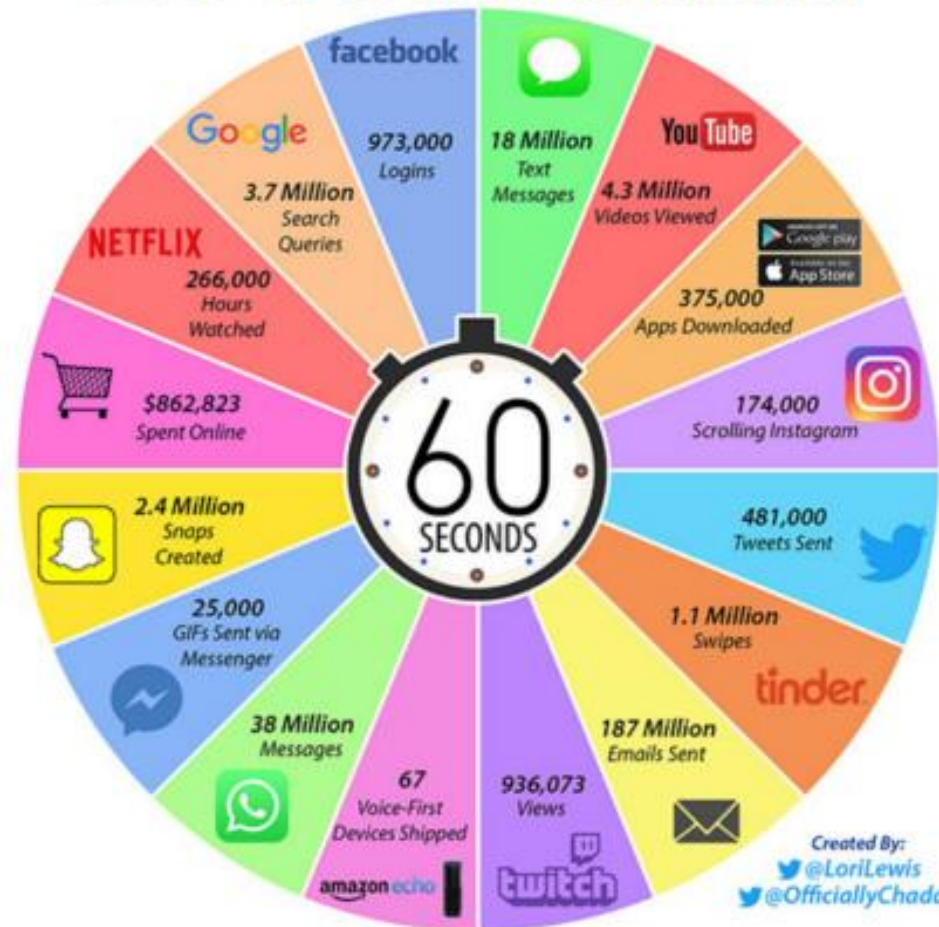 facebook
973,000
Logins
18 Million
Text
Messages
YouTube
4.3 Million
Videos Viewed
Google play
App Store
375,000
Apps Downloaded
174,000
Scrolling Instagram
481,000
Tweets Sent
1.1 Million
Swipes
tinder
187 Million
Emails Sent
936,073
Views
twitch
67
Voice-First
Devices Shipped
amazon echo
38 Million
Messages
25,000
GIFs Sent via
Messenger
2.4 Million
Snaps
Created
$862,823
Spent Online
NETFLIX
266,000
Hours
Watched
Google
3.7 Million
Search
Queries
60
SECONDS
Created By:
@LoriLewis
@OfficiallyChadd